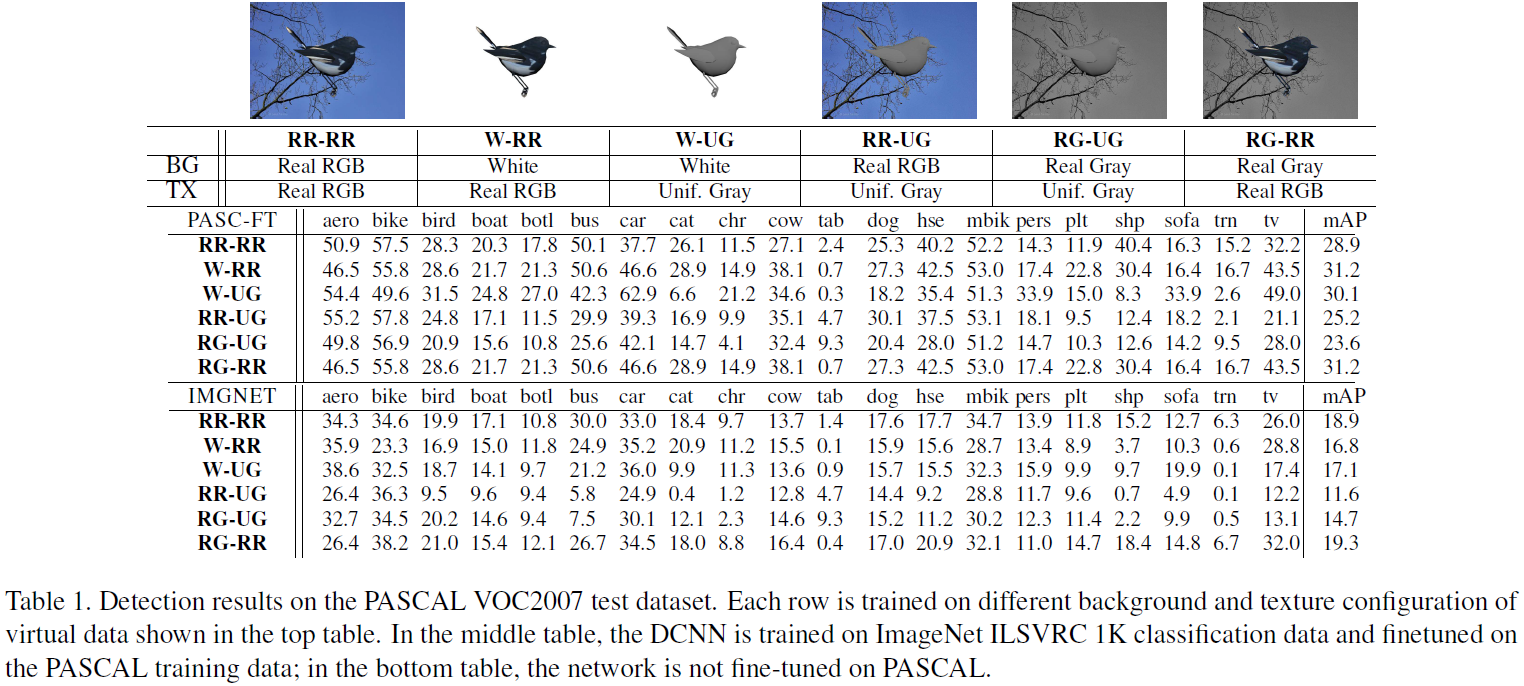 RR-RR W-RR W-UG RR-UG RG-UG RG-RR
BG Real RGB White White Real RGB Real Gray Real Gray
TX Real RGB Real RGB Unif. Gray Unif. Gray Unif. Gray Real RGB
PASC-FT aero bike bird boat botl bus car cat chr cow tab dog hse mbik pers plt shp sofa trn tv mAP
RR-RR 50.9 57.5 28.3 20.3 17.8 50.1 37.7 26.1 11.5 27.1 2.4 25.3 40.2 52.2 14.3 11.9 40.4 16.3 15.2 32.2 28.9
W-RR 46.5 55.8 28.6 21.7 21.3 50.6 46.6 28.9 14.9 38.1 0.7 27.3 42.5 53.0 17.4 22.8 30.4 16.4 16.7 43.5 31.2
W-UG 54.4 49.6 31.5 24.8 27.0 42.3 62.9 6.6 21.2 34.6 0.3 18.2 35.4 51.3 33.9 15.0 8.3 33.9 2.6 49.0 30.1
RR-UG 55.2 57.8 24.8 17.1 11.5 29.9 39.3 16.9 9.9 35.1 4.7 30.1 37.5 53.1 18.1 9.5 12.4 18.2 2.1 21.1 25.2
RG-UG 49.8 56.9 20.9 15.6 10.8 25.6 42.1 14.7 4.1 32.4 9.3 20.4 28.0 51.2 14.7 10.3 12.6 14.2 9.5 28.0 23.6
RG-RR 46.5 55.8 28.6 21.7 21.3 50.6 46.6 28.9 14.9 38.1 0.7 27.3 42.5 53.0 17.4 22.8 30.4 16.4 16.7 43.5 31.2
IMGNET aero bike bird boat botl bus car cat chr cow tab dog hse mbik pers plt shp sofa trn tv mAP
RR-RR 34.3 34.6 19.9 17.1 10.8 30.0 33.0 18.4 9.7 13.7 1.4 17.6 17.7 34.7 13.9 11.8 15.2 12.7 6.3 26.0 18.9
W-RR 35.9 23.3 16.9 15.0 11.8 24.9 35.2 20.9 11.2 15.5 0.1 15.9 15.6 28.7 13.4 8.9 3.7 10.3 0.6 28.8 16.8
W-UG 38.6 32.5 18.7 14.1 9.7 21.2 36.0 9.9 11.3 13.6 0.9 15.7 15.5 32.3 15.9 9.9 9.7 19.9 0.1 17.4 17.1
RR-UG 26.4 36.3 9.5 9.6 9.4 5.8 24.9 0.4 1.2 12.8 4.7 14.4 9.2 28.8 11.7 9.6 0.7 4.9 0.1 12.2 11.6
RG-UG 32.7 34.5 20.2 14.6 9.4 7.5 30.1 12.1 2.3 14.6 9.3 15.2 11.2 30.2 12.3 11.4 2.2 9.9 0.5 13.1 14.7
RG-RR 26.4 38.2 21.0 15.4 12.1 26.7 34.5 18.0 8.8 16.4 0.4 17.0 20.9 32.1 11.0 14.7 18.4 14.8 6.7 32.0 19.3
Table 1. Detection results on the PASCAL VOC2007 test dataset. Each row is trained on different background and texture configuration of
virtual data shown in the top table. In the middle table, the DCNN is trained on ImageNet ILSVRC 1K classification data and finetuned on
the PASCAL training data; in the bottom table, the network is not fine-tuned on PASCAL.